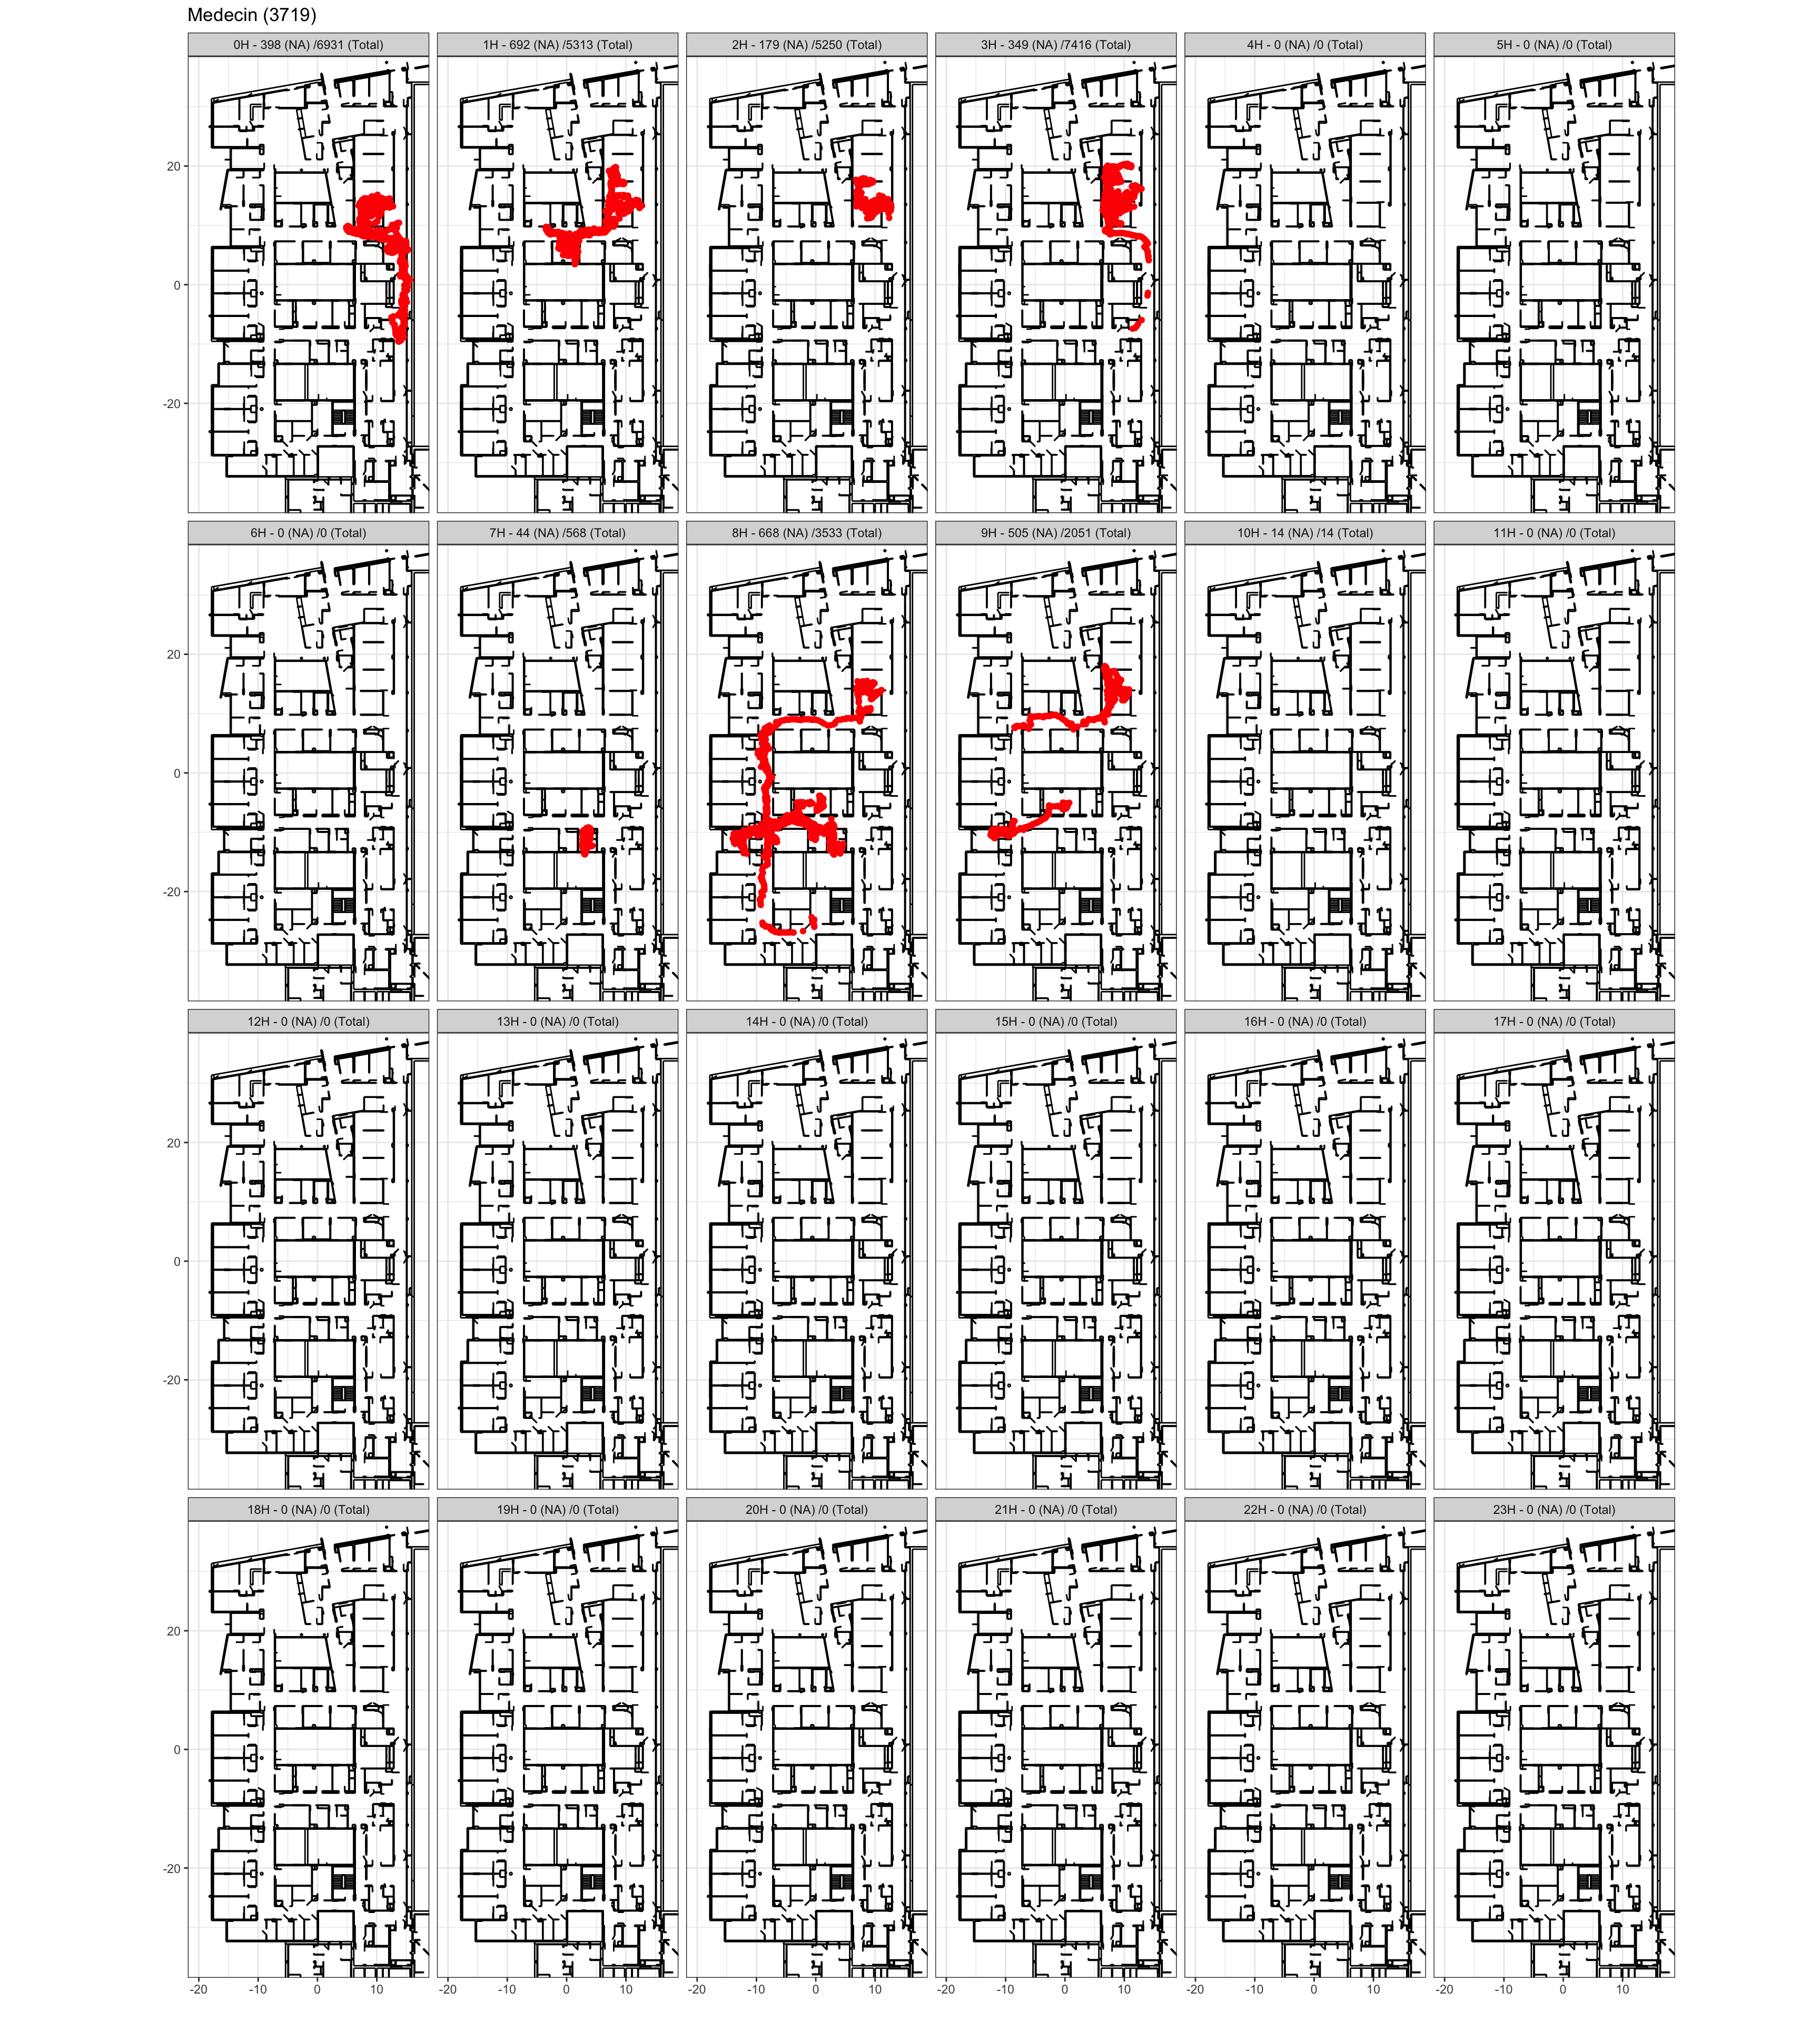 Medecin (3719)
0H - 398 (NA) /6931 (Total)
1H - 692 (NA) /5313 (Total)
2H - 179 (NA) /5250 (Total)
3H - 349 (NA) /7416 (Total)
4H - 0 (NA) /0 (Total)
5H - 0 (NA) /0 (Total)
20
0
-20
6H - 0 (NA) /0 (Total)
7H - 44 (NA) /568 (Total)
8H - 668 (NA) /3533 (Total)
9H - 505 (NA) /2051 (Total)
10H - 14 (NA) /14 (Total)
11H - 0 (NA) /0 (Total)
20
0
-20
12H - 0 (NA) /0 (Total)
13H - 0 (NA) /0 (Total)
14H - 0 (NA) /0 (Total)
15H - 0 (NA) /0 (Total)
16H - 0 (NA) /0 (Total)
17H - 0 (NA) /0 (Total)
20
0
-20
18H - 0 (NA) /0 (Total)
19H - 0 (NA) /0 (Total)
20H - 0 (NA) /0 (Total)
21H - 0 (NA) /0 (Total)
22H - 0 (NA) /0 (Total)
23H - 0 (NA) /0 (Total)
20
0
-20
-20 -10 0 10
-20 -10 0 10
-20 -10 0 10
-20 -10 0 10
-20 -10 0 10
-20 -10 0 10